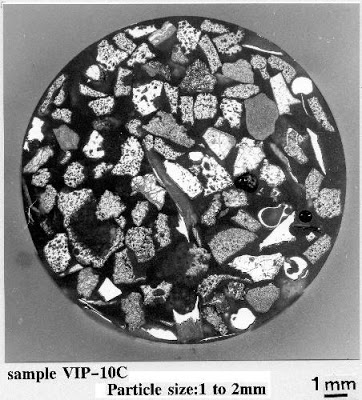 sample VIP-10C
Particle size:1 to 2mm
1 mm